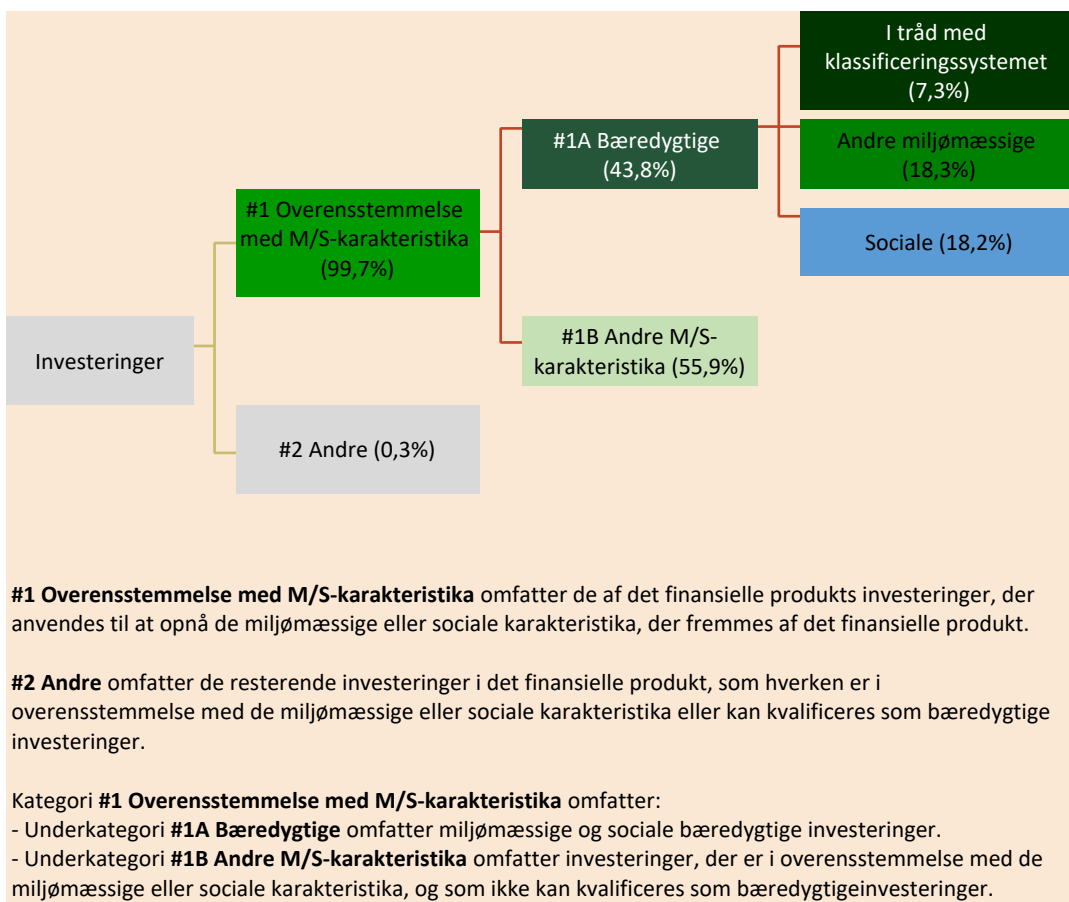 I tråd med
klassificeringssystemet
(7,3%)
#1A Bæredygtige
(43,8%)
Andre miljømæssige
(18,3%)
#1 Overensstemmelse
med M/S-karakteristika
(99,7%)
Sociale (18,2%)
#1B Andre M/S-
karakteristika (55,9%)
Investeringer
#2 Andre (0,3%)
#1 Overensstemmelse med M/S-karakteristika omfatter de af det finansielle produkts investeringer, der
anvendes til at opnå de miljømæssige eller sociale karakteristika, der fremmes af det finansielle produkt.
#2 Andre omfatter de resterende investeringer i det finansielle produkt, som hverken er i
overensstemmelse med de miljømæssige eller sociale karakteristika eller kan kvalificeres som bæredygtige
investeringer.
Kategori #1 Overensstemmelse med M/S-karakteristika omfatter:
- Underkategori #1A Bæredygtige omfatter miljømæssige og sociale bæredygtige investeringer.
- Underkategori #1B Andre M/S-karakteristika omfatter investeringer, der er i overensstemmelse med de
miljømæssige eller sociale karakteristika, og som ikke kan kvalificeres som bæredygtigeinvesteringer.